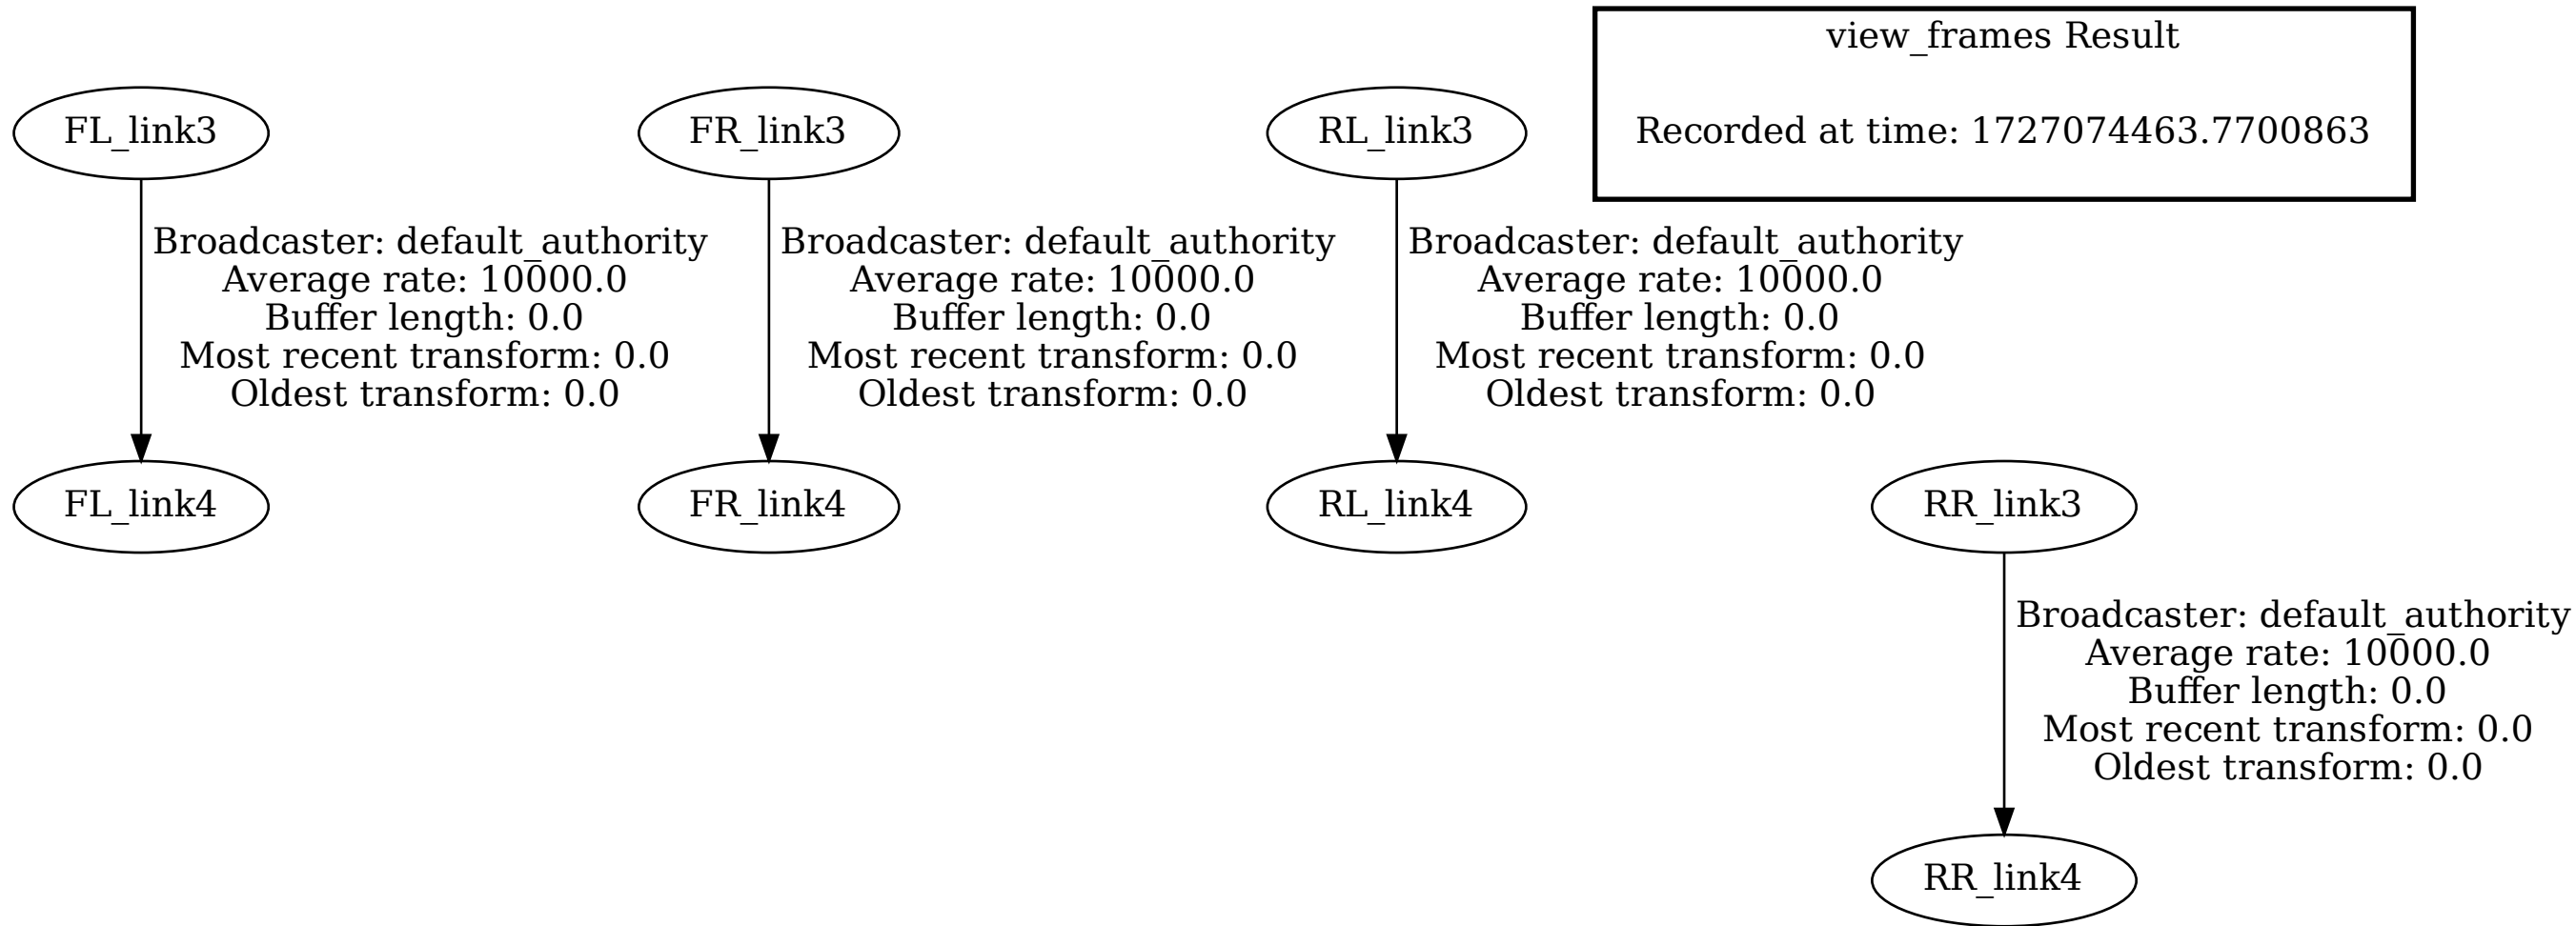 view_frames Result
Recorded at time: 1727074463.7700863
FL_link3
FR_link3
RL_link3
Broadcaster: default_authority
Average rate: 10000.0
Buffer length: 0.0
Most recent transform: 0.0
Oldest transform: 0.0
Broadcaster: default_authority
Average rate: 10000.0
Buffer length: 0.0
Most recent transform: 0.0
Oldest transform: 0.0
Broadcaster: default_authority
Average rate: 10000.0
Buffer length: 0.0
Most recent transform: 0.0
Oldest transform: 0.0
FL_link4
FR_link4
RL_link4
RR_link3
Broadcaster: default_authority
Average rate: 10000.0
Buffer length: 0.0
Most recent transform: 0.0
Oldest transform: 0.0
RR_link4